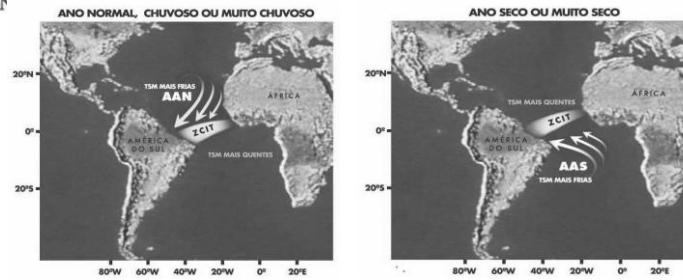 ANO NORMAL, CHUVOSO OU MUITO CHUVOSO
20°N
0°
20°S
TSM MAIS FRIAS
AAN
ÁFRICA
ZCIT
AMÉRICA
DO SUL
TSM MAIS QUENTES
80°W 60°W 40°W 20°W 0° 20°E
ANO SECO OU MUITO SECO
20°N
0°
20°S
TSM MAIS QUENTES
ÁFRICA
ZCIT
AMÉRICA
DO SUL
AAS
TSM MAIS FRIAS
80°W 60°W 40°W 20°W 0° 20°E